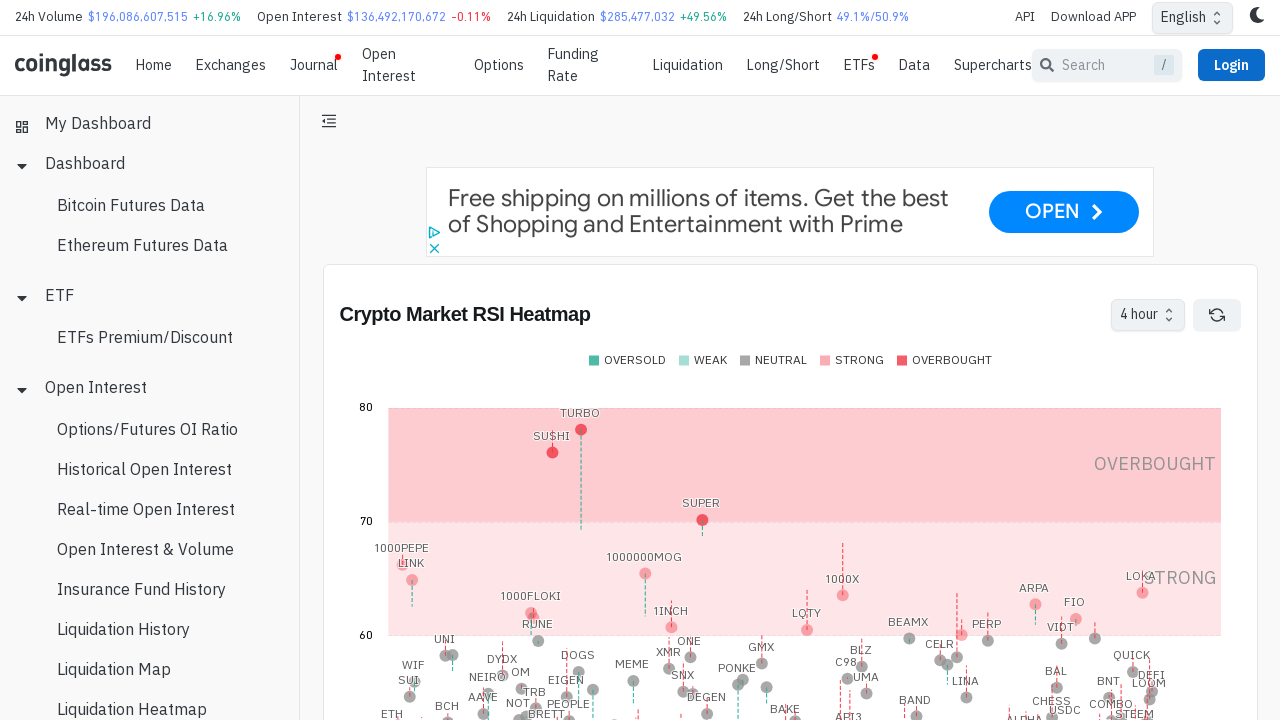 24h Volume $196,086,607,515 +16.96% Open Interest $136,492,170,672 -0.11% 24h Liquidation $285,477,032 +49.56% 24h Long/Short 49.1%/50.9% API Download APP English
coinglass Home Exchanges Journal Open Interest Options Funding Rate Liquidation Long/Short ETFs Data Supercharts Search / Login
My Dashboard
Dashboard
Bitcoin Futures Data
Ethereum Futures Data
ETF
ETFs Premium/Discount
Open Interest
Options/Futures OI Ratio
Historical Open Interest
Real-time Open Interest
Open Interest & Volume
Insurance Fund History
Liquidation History
Liquidation Map
Liquidation Heatmap
Free shipping on millions of items. Get the best
of Shopping and Entertainment with Prime
OPEN
Crypto Market RSI Heatmap 4 hour
OVERSOLD WEAK NEUTRAL STRONG OVERBOUGHT
80
TURBO
SUSHI
OVERBOUGHT
SUPER
70
1000PEPE
1000000MOG
LINK
1000X
LOKA
STRONG
ARPA
1000FLOKI
FIO
1INCH
LQTY
BEAMX
RUNE
PERP
VIDT
60
UNI
ONE
CELR
GMX
BLZ
XMR
DOGS
QUICK
DYDX
C98
WIF
MEME
PONKE
BAL
OM
SNX
DEFI
NEIRO
UMA
SUI
EIGEN
LINA
BNT
LOOM
TRB
AAVE
DEGEN
BAND
CHESS
NOT
PEOPLE
COMBO
BCH
BAKE
USDC
ETH
BRETT
STEEM
API3
ALPHA